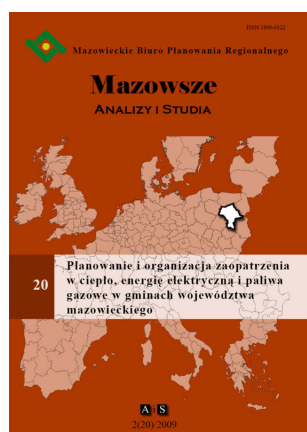 ISSN 1896-6322
Mazowieckie Biuro Planowania Regionalnego
Mazowsze
ANALIZY I STUDIA
20
Planowanie i organizacja zaopatrzenia
w ciepło, energię elektryczną i paliwa
gazowe w gminach województwa
mazowieckiego
A S
2(20)/2009